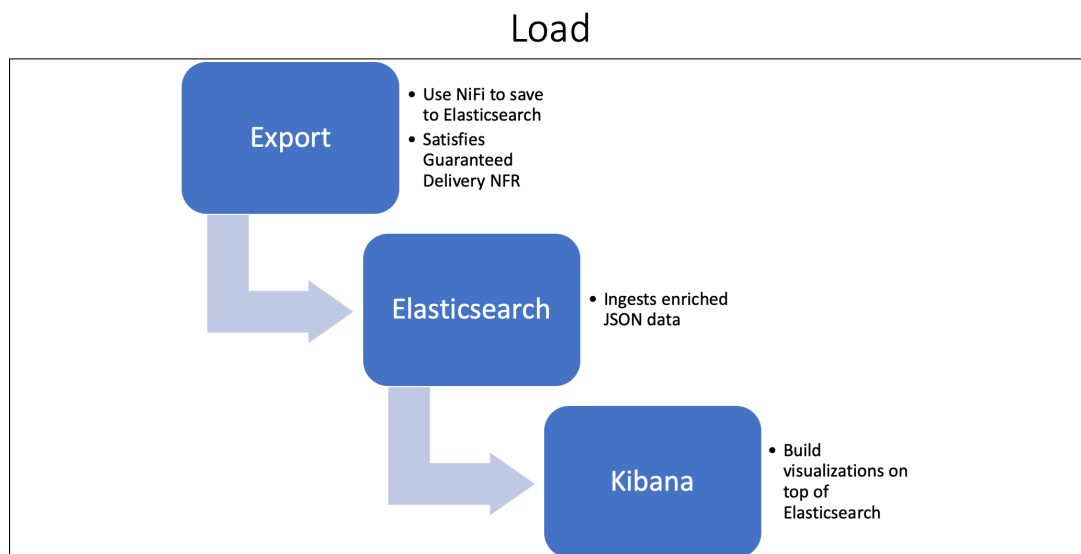 Load
Export
• Use NiFi to save
to Elasticsearch
• Satisfies
Guaranteed
Delivery NFR
Elasticsearch
• Ingests enriched
JSON data
Kibana
• Build
visualizations on
top of
Elasticsearch